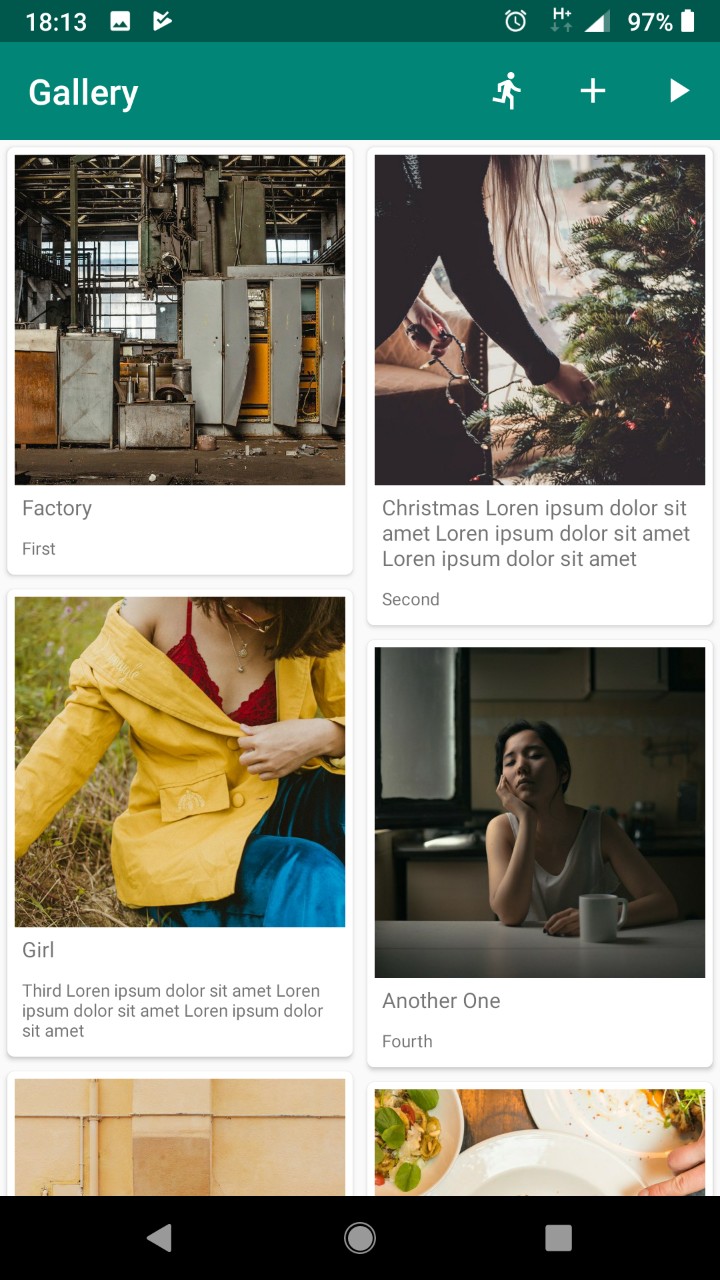 18:13
H+
97%
Gallery
Factory
First
Christmas Loren ipsum dolor sit
amet Loren ipsum dolor sit amet
Loren ipsum dolor sit amet
Second
Girl
Third Loren ipsum dolor sit amet Loren
ipsum dolor sit amet Loren ipsum dolor
sit amet
Another One
Fourth